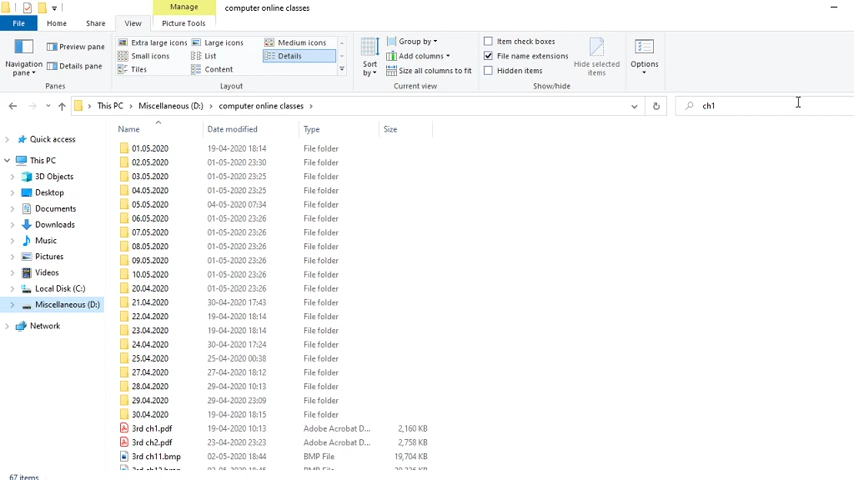 Manage
computer online classes
File
Home
Share
View
Picture Tools
Navigation pane
Preview pane
Details pane
Panes
Extra large icons
Large icons
Medium icons
Small icons
List
Details
Tiles
Content
Layout
Sort by
Group by
Add columns
Size all columns to fit
Current view
Item check boxes
File name extensions
Hidden items
Hide selected items
Show/hide
Options
This PC
Miscellaneous (D:)
computer online classes
ch1
Quick access
This PC
3D Objects
Desktop
Documents
Downloads
Music
Pictures
Videos
Local Disk (C:)
Miscellaneous (D:)
Network
Name Date modified Type Size
01.05.2020 19-04-2020 18:14 File folder
02.05.2020 01-05-2020 23:30 File folder
03.05.2020 01-05-2020 23:25 File folder
04.05.2020 01-05-2020 23:25 File folder
05.05.2020 04-05-2020 07:34 File folder
06.05.2020 01-05-2020 23:26 File folder
07.05.2020 01-05-2020 23:26 File folder
08.05.2020 01-05-2020 23:26 File folder
09.05.2020 01-05-2020 23:26 File folder
10.05.2020 01-05-2020 23:26 File folder
20.04.2020 01-05-2020 23:26 File folder
21.04.2020 30-04-2020 17:43 File folder
22.04.2020 19-04-2020 18:14 File folder
23.04.2020 19-04-2020 18:14 File folder
24.04.2020 30-04-2020 17:24 File folder
25.04.2020 25-04-2020 00:38 File folder
27.04.2020 27-04-2020 18:12 File folder
28.04.2020 29-04-2020 10:13 File folder
29.04.2020 29-04-2020 23:09 File folder
30.04.2020 19-04-2020 18:15 File folder
3rd ch1.pdf 19-04-2020 10:13 Adobe Acrobat D... 2,160 KB
3rd ch2.pdf 23-04-2020 23:23 Adobe Acrobat D... 2,758 KB
3rd ch11.bmp 02-05-2020 18:44 BMP File 19,704 KB
67 items